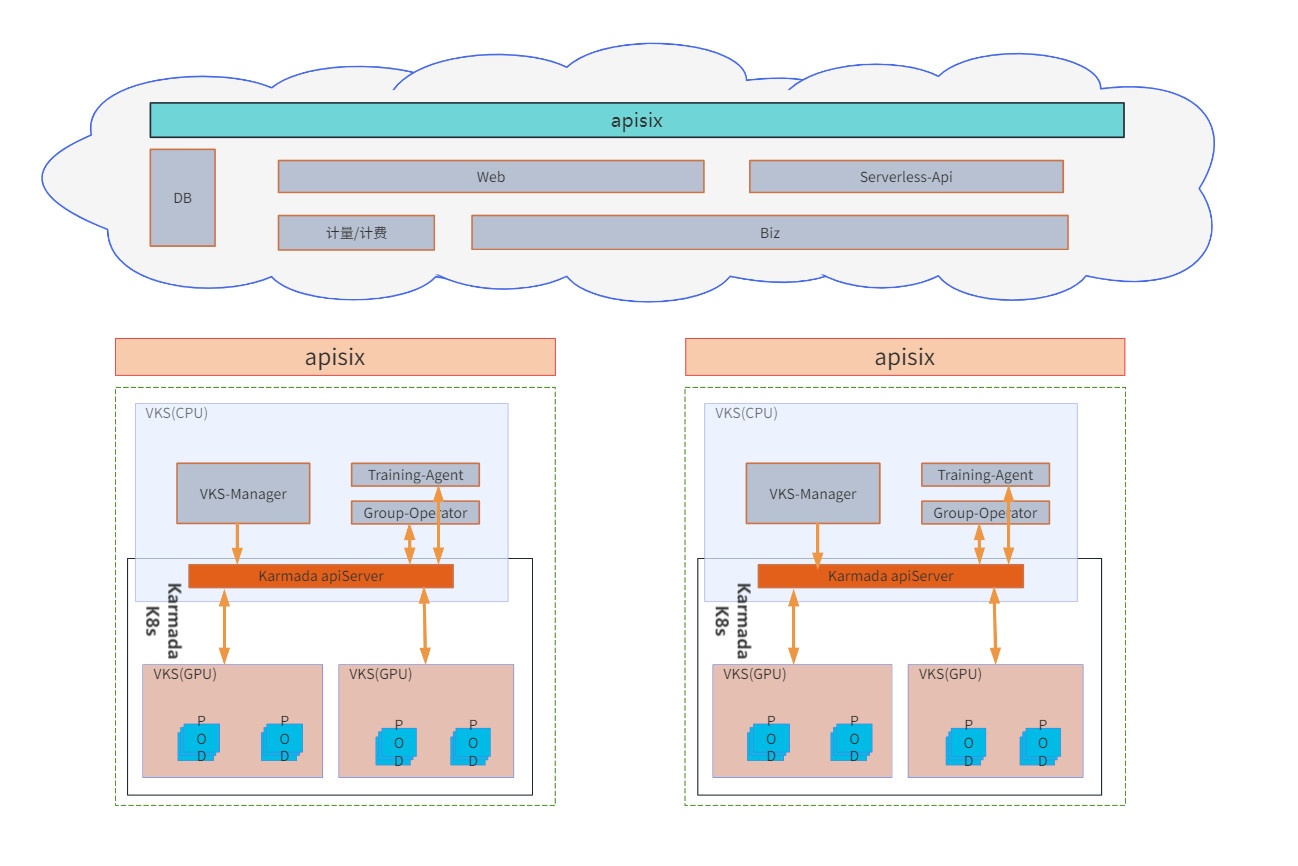 apisix
DB
Web
Serverless-Api
计量/计费
Biz
apisix
VKS(CPU)
VKS-Manager
Training-Agent
Group-Operator
Karmada apiServer
Karmada
K8s
VKS(GPU)
POD
POD
VKS(GPU)
POD
POD
apisix
VKS(CPU)
VKS-Manager
Training-Agent
Group-Operator
Karmada apiServer
Karmada
K8s
VKS(GPU)
POD
POD
VKS(GPU)
POD
POD